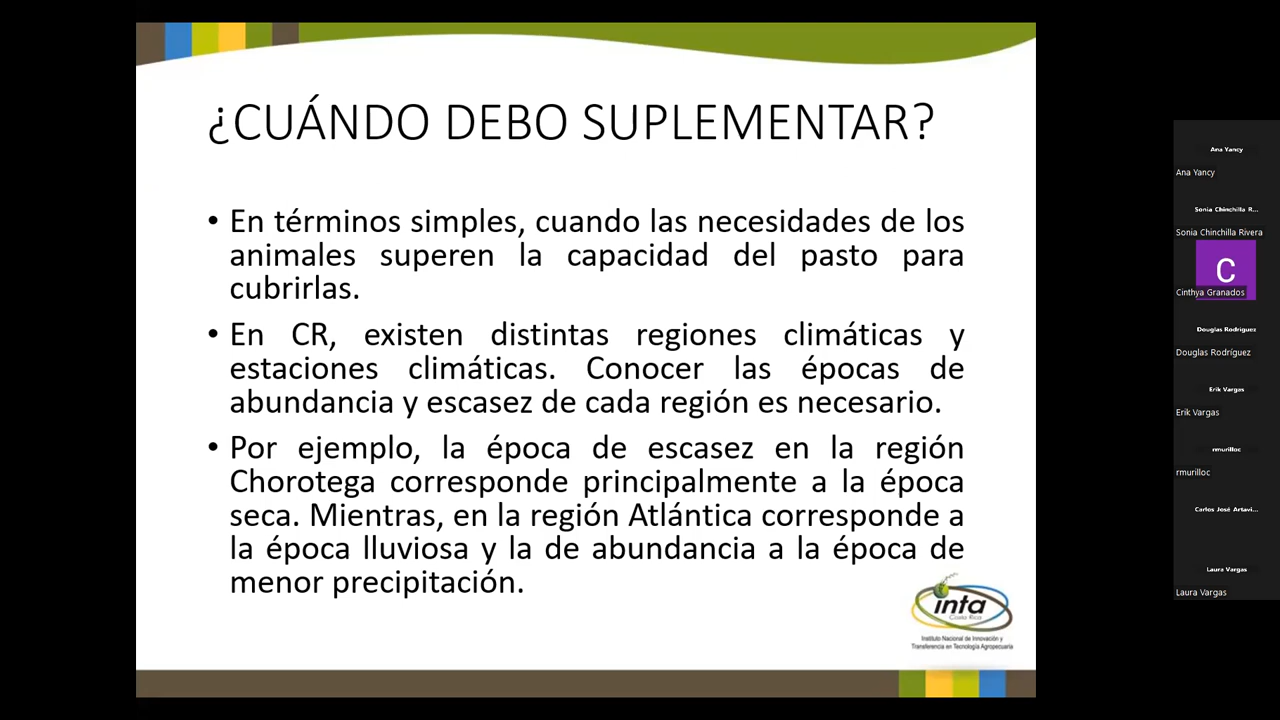 ¿CUÁNDO DEBO SUPLEMENTAR?
• En términos simples, cuando las necesidades de los
animales superen la capacidad del pasto para
cubrirlas.
• En CR, existen distintas regiones climáticas y
estaciones climáticas. Conocer las épocas de
abundancia y escasez de cada región es necesario.
• Por ejemplo, la época de escasez en la región
Chorotega corresponde principalmente a la época
seca. Mientras, en la región Atlántica corresponde a
la época lluviosa y la de abundancia a la época de
menor precipitación.
inta
Costa Rica
Instituto Nacional de Innovación y
Transferencia en Tecnología Agropecuaria
Ana Yancy
Ana Yancy
Sonia Chinchilla R...
Sonia Chinchilla Rivera
C
Cinthya Granados
Douglas Rodríguez
Douglas Rodríguez
Erik Vargas
Erik Vargas
rmurilloc
rmurilloc
Carlos José Artavi...
Laura Vargas
Laura Vargas